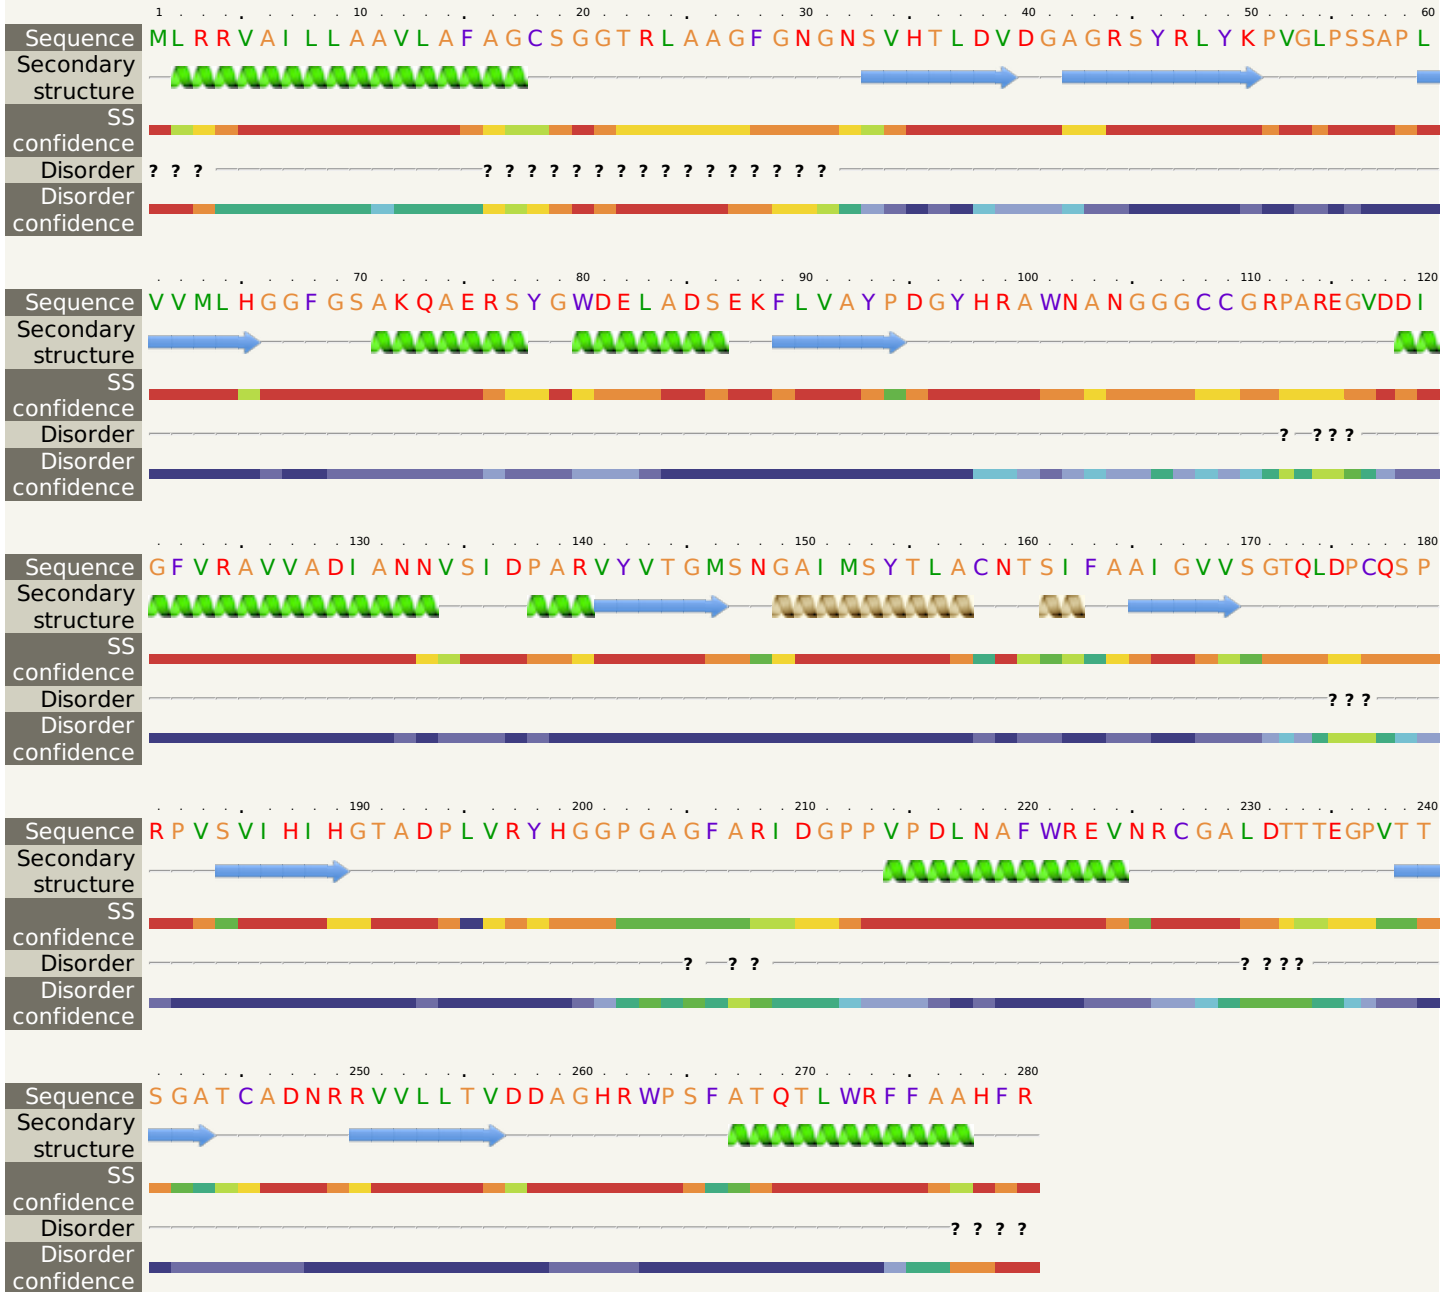 1 . . 10 . . 20 . . 30 . . 40 . . 50 . . 60
Sequence MLRRVAILLAAVLAFAGCSGGTRLAAGFGNGNSVHTLDVDGAGRSYRLYKPVGLPSSAPL
Secondary
structure
SS
confidence
Disorder ? ? ? ? ? ? ? ? ? ? ? ? ? ? ? ? ? ? ?
Disorder
confidence
70 80 90 100 110 120
Sequence VVMLHGGFGSAKQAERSYGWDELADSEKFLVAYPDGYHRAWNANGGGCCGRPAREGVDDI
Secondary
structure
SS
confidence
Disorder ? ? ? ?
Disorder
confidence
130 140 150 160 170 180
Sequence GFVRAVVADIANNVSIDPARVYVTGMSNGAIMSYTLACNTSIFAAIGVVSGTQLDPCQSP
Secondary
structure
SS
confidence
Disorder ? ? ?
Disorder
confidence
190 200 210 220 230 240
Sequence RPVSVIHIHGTADPLVRYHGGPGAGFARIDGPPVPDLNAFWREVNRCGALDTTTEGPVTT
Secondary
structure
SS
confidence
Disorder ? ? ? ? ? ? ?
Disorder
confidence
250 260 270 280
Sequence SGATCADNRRVVLLTVDDAGHRWPSFATQTLWRFFAAHFR
Secondary
structure
SS
confidence
Disorder ? ? ? ?
Disorder
confidence